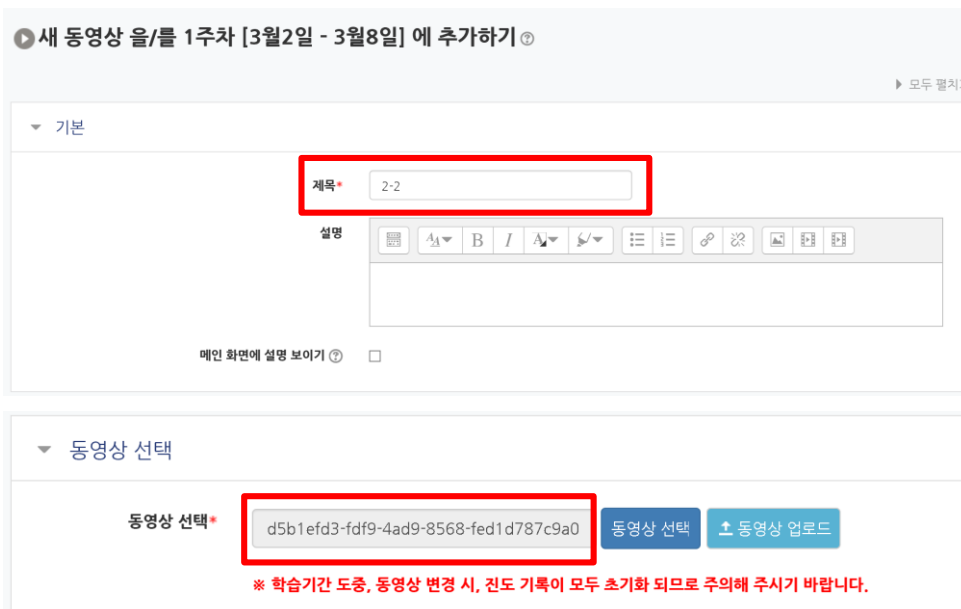 새 동영상 을/를 1주차 [3월2일 - 3월8일] 에 추가하기
모두 펼치
기본
제목*
2-2
설명
메인 화면에 설명 보이기
동영상 선택
동영상 선택*
d5b1efd3-fdf9-4ad9-8568-fed1d787c9a0
동영상 선택
동영상 업로드
※ 학습기간 도중, 동영상 변경 시, 진도 기록이 모두 초기화 되므로 주의해 주시기 바랍니다.